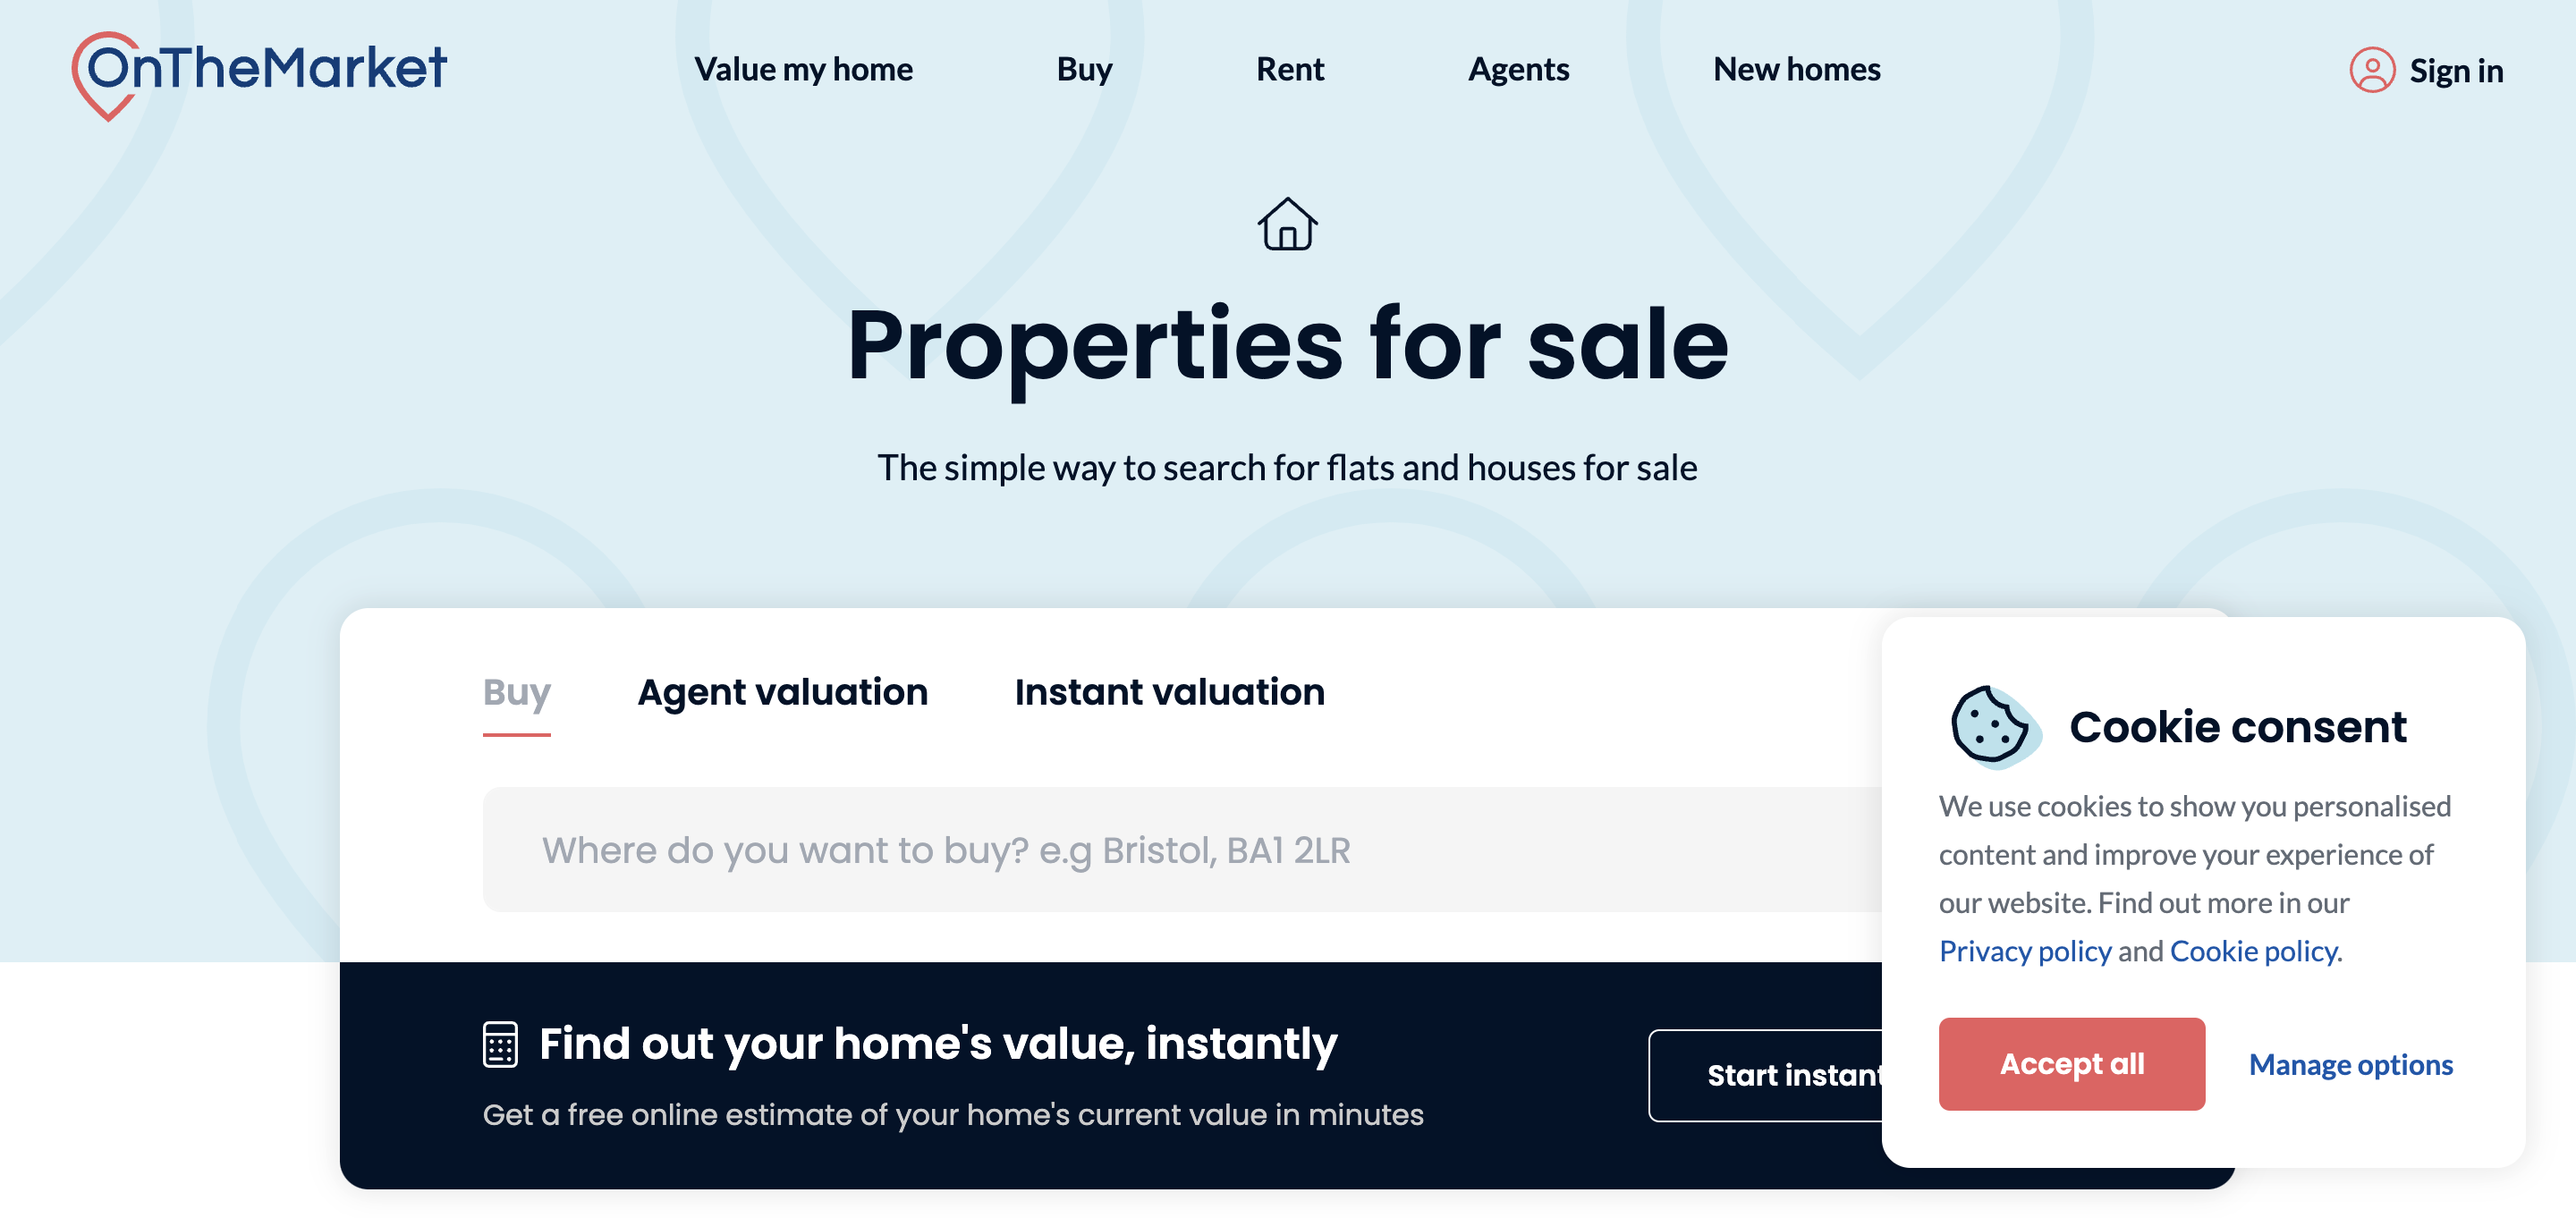 OnTheMarket
Value my home
Buy
Rent
Agents
New homes
Sign in
Properties for sale
The simple way to search for flats and houses for sale
Buy
Agent valuation
Instant valuation
Where do you want to buy? e.g Bristol, BA1 2LR
Find out your home's value, instantly
Get a free online estimate of your home's current value in minutes
Start instant
Cookie consent
We use cookies to show you personalised
content and improve your experience of
our website. Find out more in our
Privacy policy and Cookie policy.
Accept all
Manage options